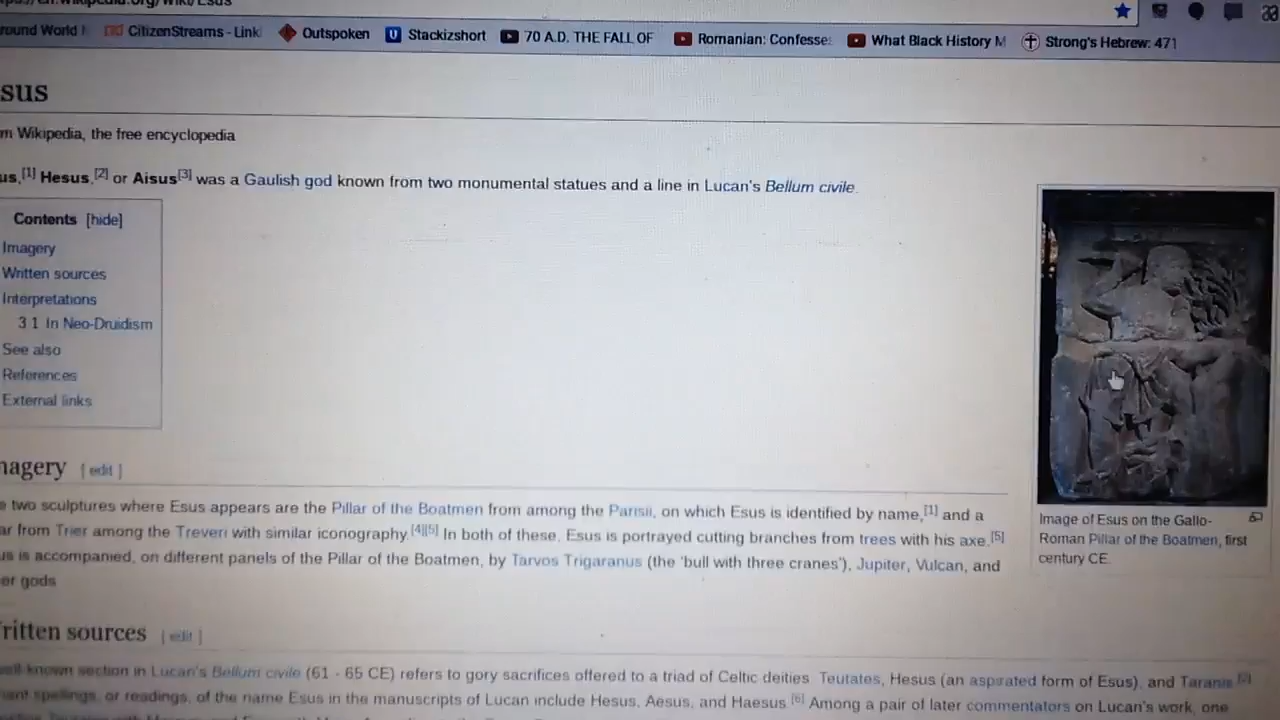 CitizenStreams - Link Outspoken Stackizshort 70 A.D. THE FALL OF Romanian: Confesse: What Black History M Strong's Hebrew: 471
sus
m Wikipedia, the free encyclopedia
us,[1] Hesus,[2] or Aisus[3] was a Gaulish god known from two monumental statues and a line in Lucan's Bellum civile.
Contents [hide]
Imagery
Written sources
Interpretations
3 1 In Neo-Druidism
See also
References
External links
nagery [ edit ]
e two sculptures where Esus appears are the Pillar of the Boatmen from among the Parisii, on which Esus is identified by name,[1] and a
ar from Trier among the Treveri with similar iconography.[4][5] In both of these, Esus is portrayed cutting branches from trees with his axe.[5]
us is accompanied, on different panels of the Pillar of the Boatmen, by Tarvos Trigaranus (the 'bull with three cranes'), Jupiter, Vulcan, and
er gods
Image of Esus on the Gallo-
Roman Pillar of the Boatmen, first
century CE.
ritten sources [ edit ]
well-known section in Lucan's Bellum civile (61 - 65 CE) refers to gory sacrifices offered to a triad of Celtic deities Teutates, Hesus (an aspirated form of Esus), and Taranis
spellings, or readings, of the name Esus in the manuscripts of Lucan include Hesus, Aesus, and Haesus.[6] Among a pair of later commentators on Lucan's work, one